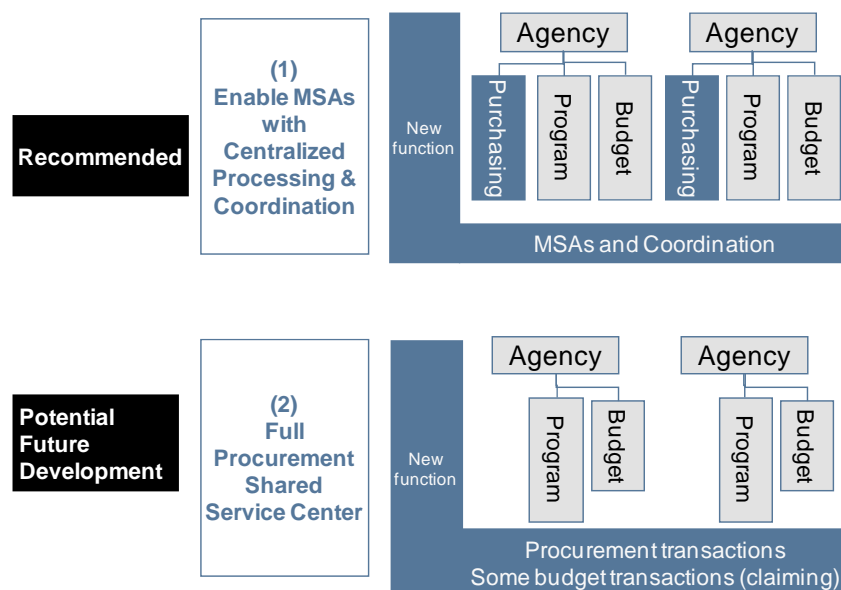 Recommended
(1)
Enable MSAs
with
Centralized
Processing &
Coordination
New
function
Agency
Purchasing
Program
Budget
Agency
Purchasing
Program
Budget
MSAs and Coordination
Potential
Future
Development
(2)
Full
Procurement
Shared
Service Center
New
function
Agency
Program
Budget
Agency
Program
Budget
Procurement transactions
Some budget transactions (claiming)